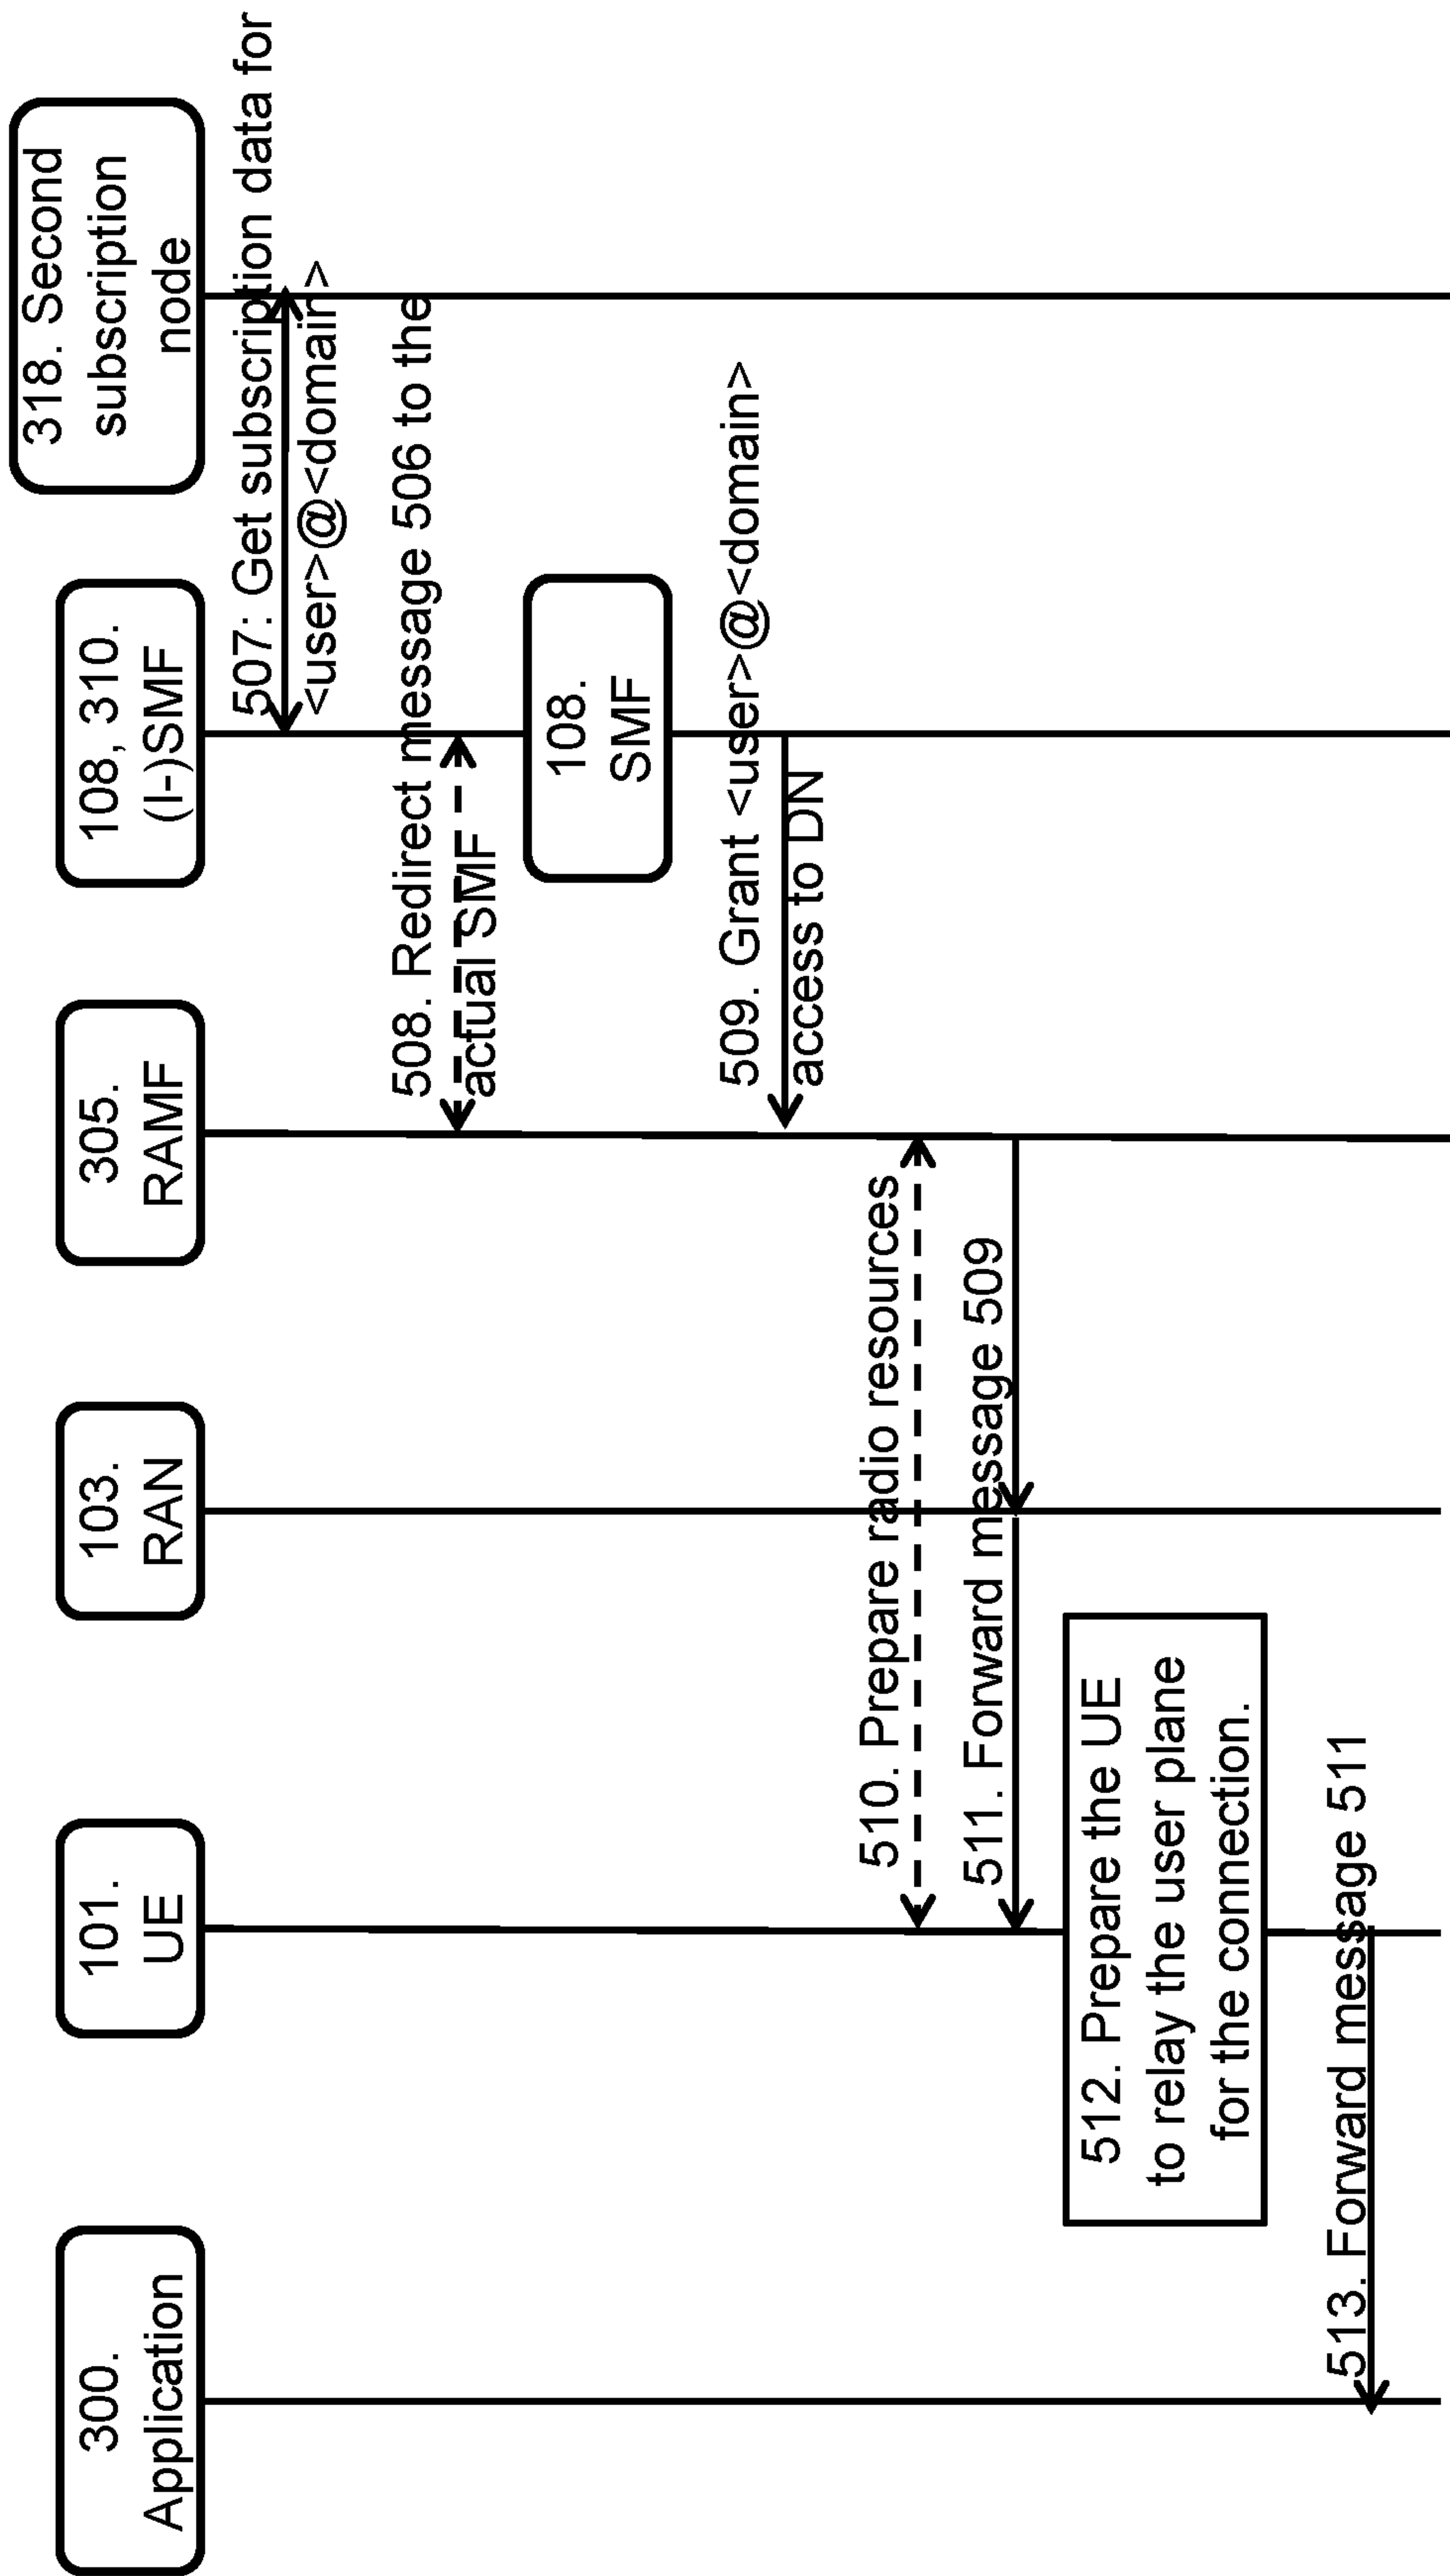 300.
Application
101.
UE
103.
RAN
305.
RAMF
108, 310.
(I-)SMF
318. Second
subscription
node
507: Get subscription data for
<user>@<domain>
508. Redirect message 506 to the
actual SMF
108.
SMF
509. Grant <user>@<domain>
access to DN
510. Prepare radio resources
511. Forward message 509
512. Prepare the UE
to relay the user plane
for the connection.
513. Forward message 511